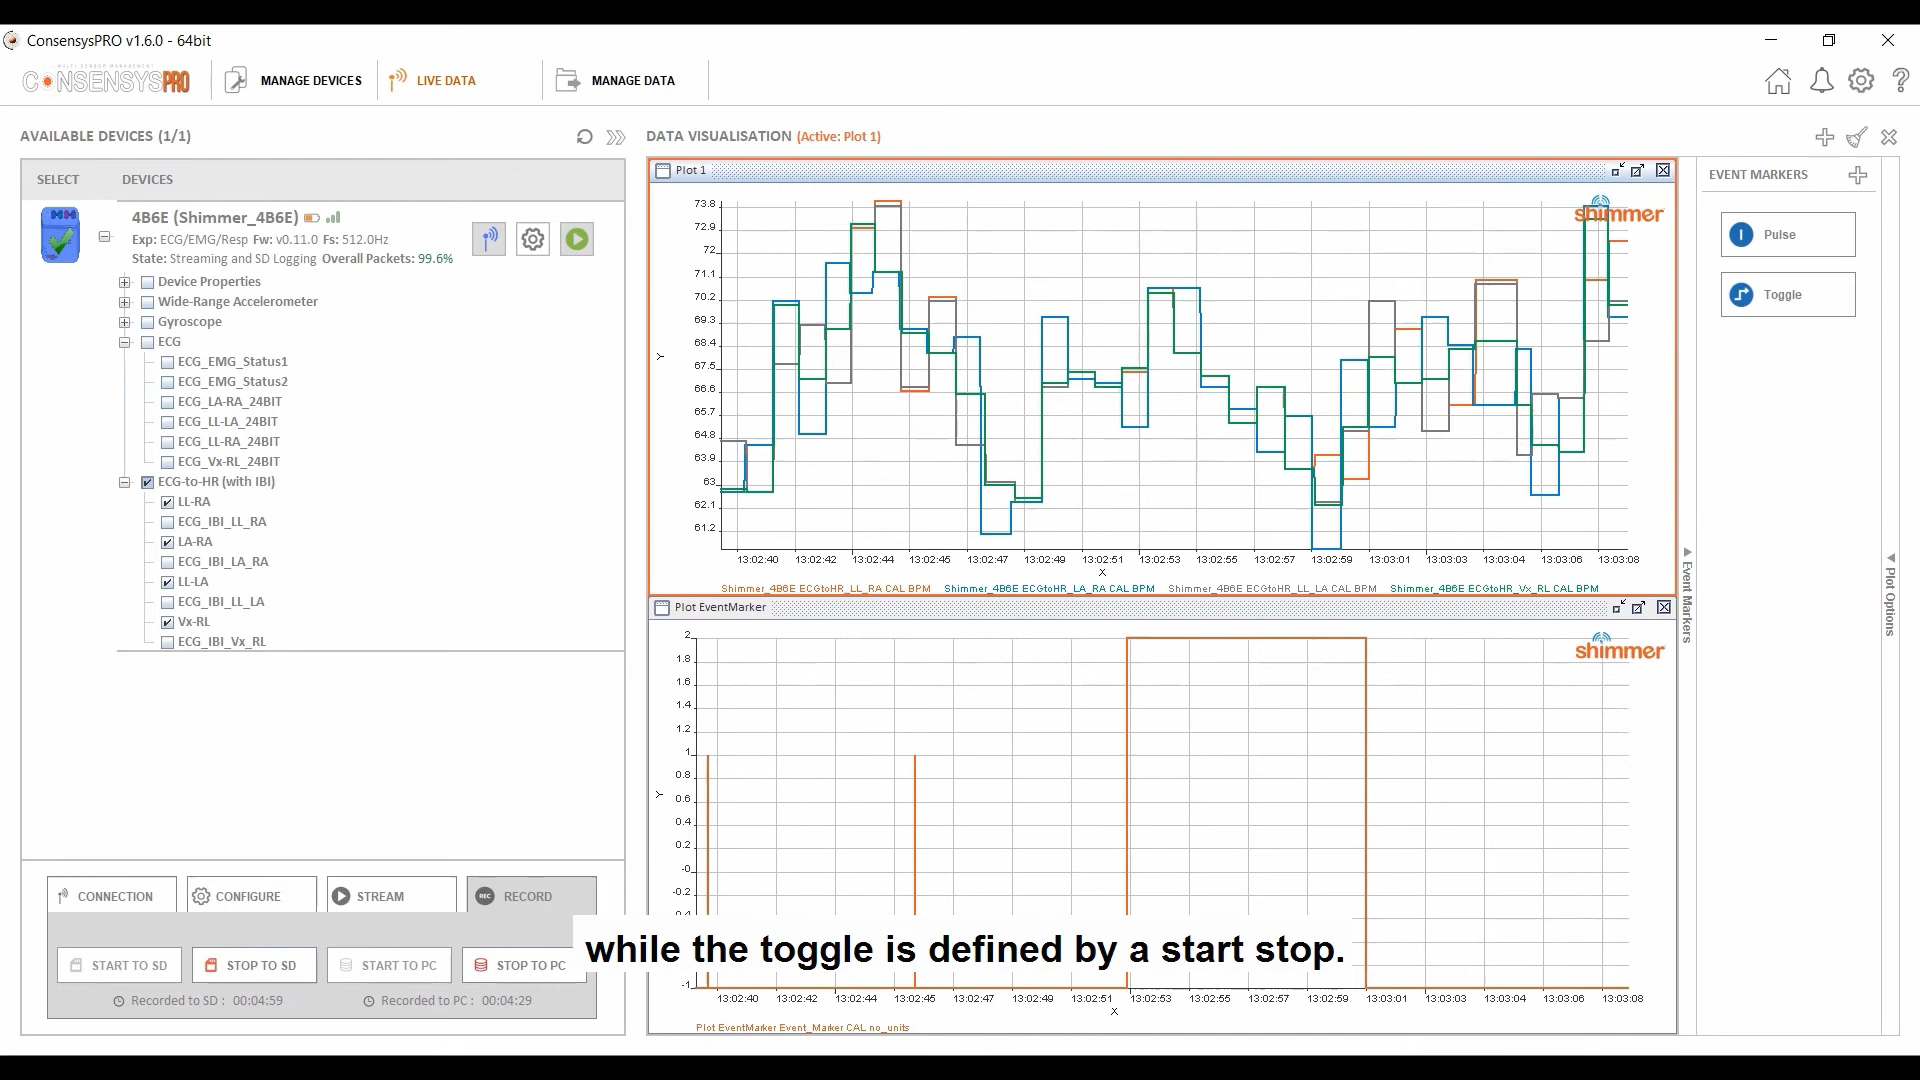 ConsensysPRO v1.6.0 - 64bit
MULTI SENSOR MANAGEMENT
CONSENSYSPRO
MANAGE DEVICES
LIVE DATA
MANAGE DATA
AVAILABLE DEVICES (1/1)
SELECT DEVICES
4B6E (Shimmer_4B6E)
Exp: ECG/EMG/Resp Fw: v0.11.0 Fs: 512.0Hz
State: Streaming and SD Logging Overall Packets: 99.6%
Device Properties
Wide-Range Accelerometer
Gyroscope
ECG
ECG_EMG_Status1
ECG_EMG_Status2
ECG_LA-RA_24BIT
ECG_LL-LA_24BIT
ECG_LL-RA_24BIT
ECG_Vx-RL_24BIT
ECG-to-HR (with IBI)
LL-RA
ECG_IBI_LL_RA
LA-RA
ECG_IBI_LA_RA
LL-LA
ECG_IBI_LL_LA
Vx-RL
ECG_IBI_Vx_RL
CONNECTION
CONFIGURE
STREAM
REC RECORD
START TO SD
STOP TO SD
START TO PC
STOP TO PC
Recorded to SD : 00:04:59
Recorded to PC : 00:04:29
DATA VISUALISATION (Active: Plot 1)
Plot 1
shimmer
73.8
72.9
72
71.1
70.2
69.3
68.4
67.5
66.6
65.7
64.8
63.9
63
62.1
61.2
Y
13:02:40 13:02:42 13:02:44 13:02:45 13:02:47 13:02:49 13:02:51 13:02:53 13:02:55 13:02:57 13:02:59 13:03:01 13:03:03 13:03:04 13:03:06 13:03:08
X
Shimmer_4B6E ECGtoHR_LL_RA CAL BPM Shimmer_4B6E ECGtoHR_LA_RA CAL BPM Shimmer_4B6E ECGtoHR_LL_LA CAL BPM Shimmer_4B6E ECGtoHR_Vx_RL CAL BPM
Plot EventMarker
shimmer
2
1.8
1.6
1.4
1.2
1
0.8
0.6
0.4
0.2
-0
-0.2
-0.4
Y
while the toggle is defined by a start stop.
-1
13:02:40 13:02:42 13:02:44 13:02:45 13:02:47 13:02:49 13:02:51 13:02:53 13:02:55 13:02:57 13:02:59 13:03:01 13:03:03 13:03:04 13:03:06 13:03:08
X
Plot EventMarker Event_Marker CAL no_units
Event Markers
EVENT MARKERS
Pulse
Toggle
Plot Options